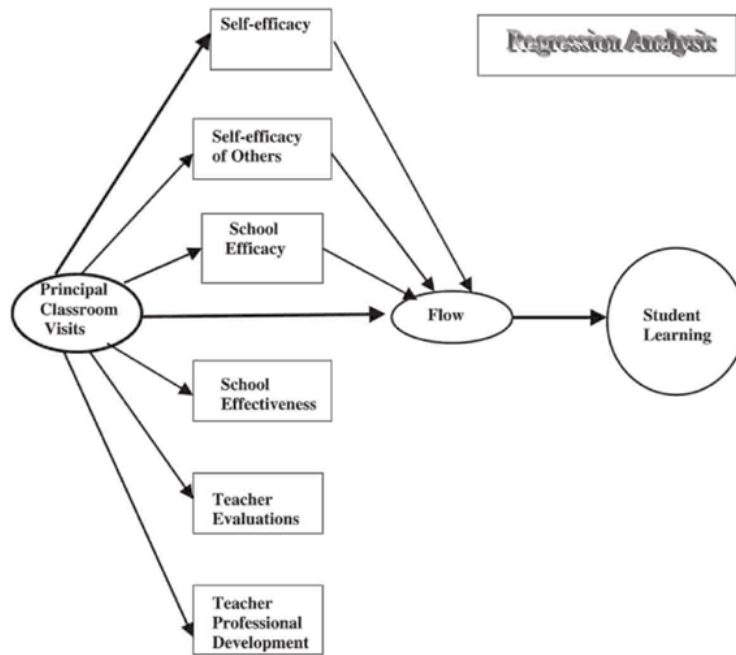 Self-efficacy
Regression Analysis
Self-efficacy
of Others
School
Efficacy
Principal
Classroom
Visits
Flow
Student
Learning
School
Effectiveness
Teacher
Evaluations
Teacher
Professional
Development